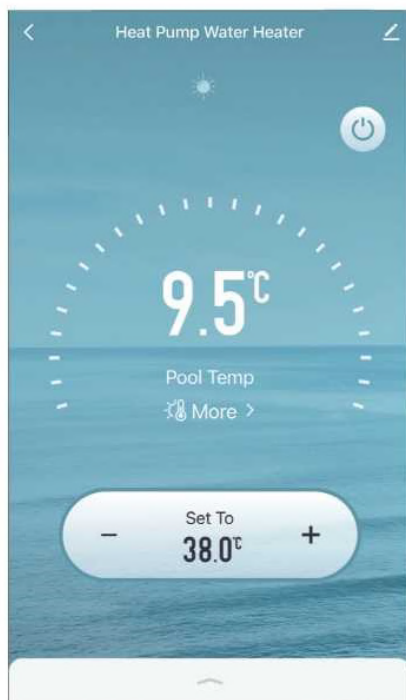 Heat Pump Water Heater
9.5℃
Pool Temp
More >
Set To
- 38.0℃ +